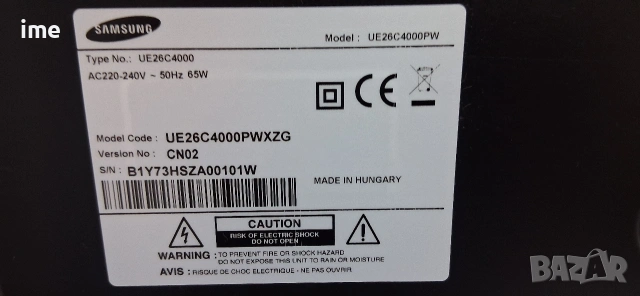 ime
SAMSUNG
Model : UE26C4000PW
Type No.: UE26C4000
AC220-240V ~ 50Hz 65W
CE
Model Code : UE26C4000PWXZG
Version No : CN02
S/N : B1Y73HSZA00101W
MADE IN HUNGARY
CAUTION
RISK OF ELECTRIC SHOCK
DO NOT OPEN
WARNING : TO PREVENT FIRE OR SHOCK HAZARD
DO NOT EXPOSE THIS UNIT TO RAIN OR MOISTURE
AVIS : RISQUE DE CHOC ELECTRIQUE - NE PAS OUVRIR
BAZAR